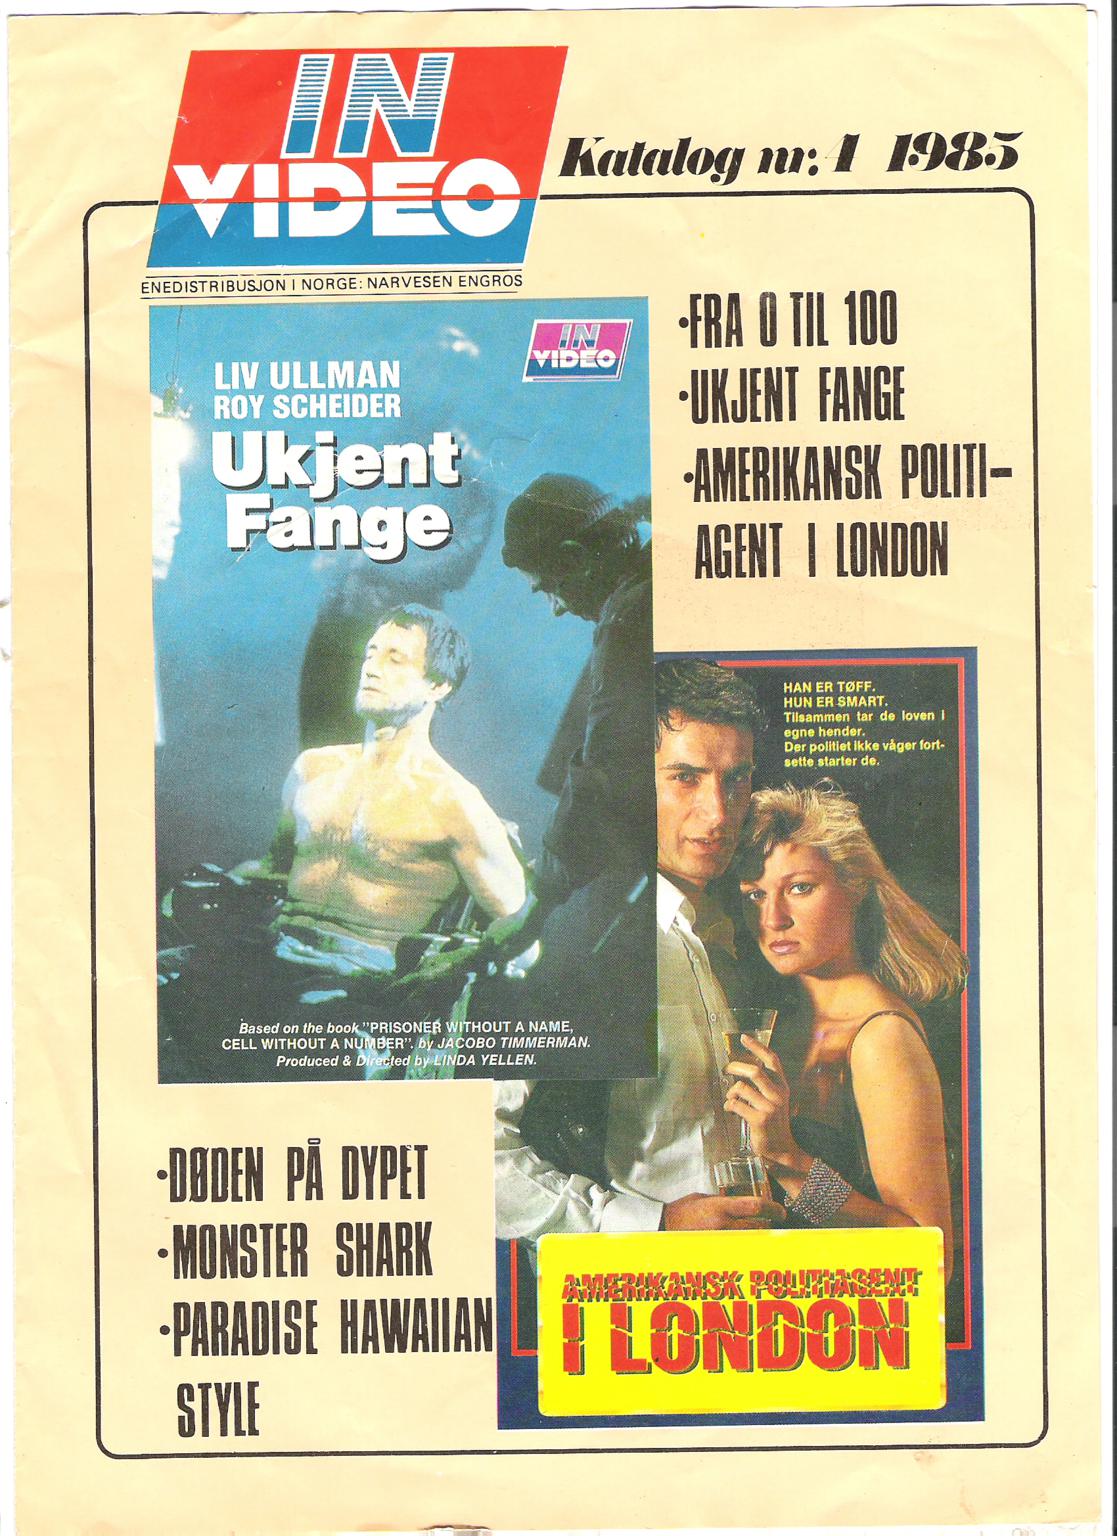 IN
VIDEO
Katalog nr: 4 1985
ENEDISTRIBUSJON I NORGE: NARVESEN ENGROS
IN
VIDEO
LIV ULLMAN
ROY SCHEIDER
Ukjent
Fange
Based on the book "PRISONER WITHOUT A NAME,
CELL WITHOUT A NUMBER". by JACOBO TIMMERMAN.
Produced & Directed by LINDA YELLEN.
•FRA 0 TIL 100
•UKJENT FANGE
•AMERIKANSK POLITI-
AGENT I LONDON
HAN ER TØFF.
HUN ER SMART.
Tilsammen tar de loven i
egne hender.
Der politiet ikke våger fort-
sette starter de.
AMERIKANSK POLITIAGENT
I LONDON
•DØDEN PÅ DYPET
•MONSTER SHARK
•PARADISE HAWAIIAN
STYLE